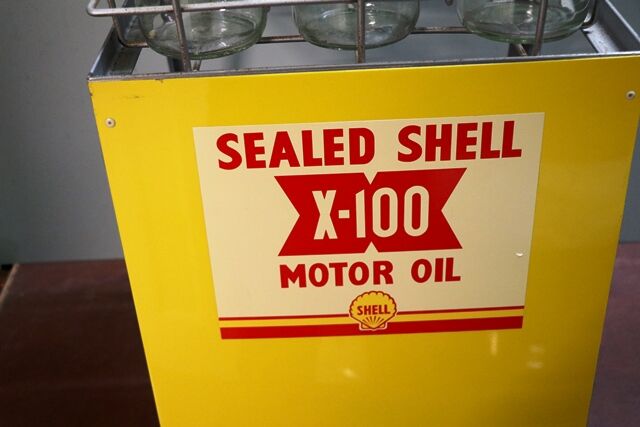 SEALED SHELL
X-100
MOTOR OIL
SHELL